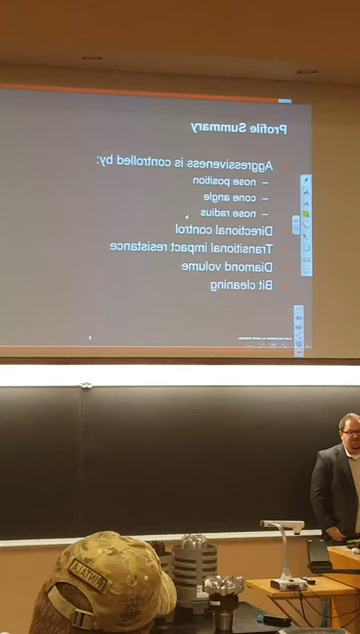 Profile Summary
Aggressiveness is controlled by:
– nose position
– cone angle
– nose radius
Directional control
Transitional impact resistance
Diamond volume
Bit cleaning